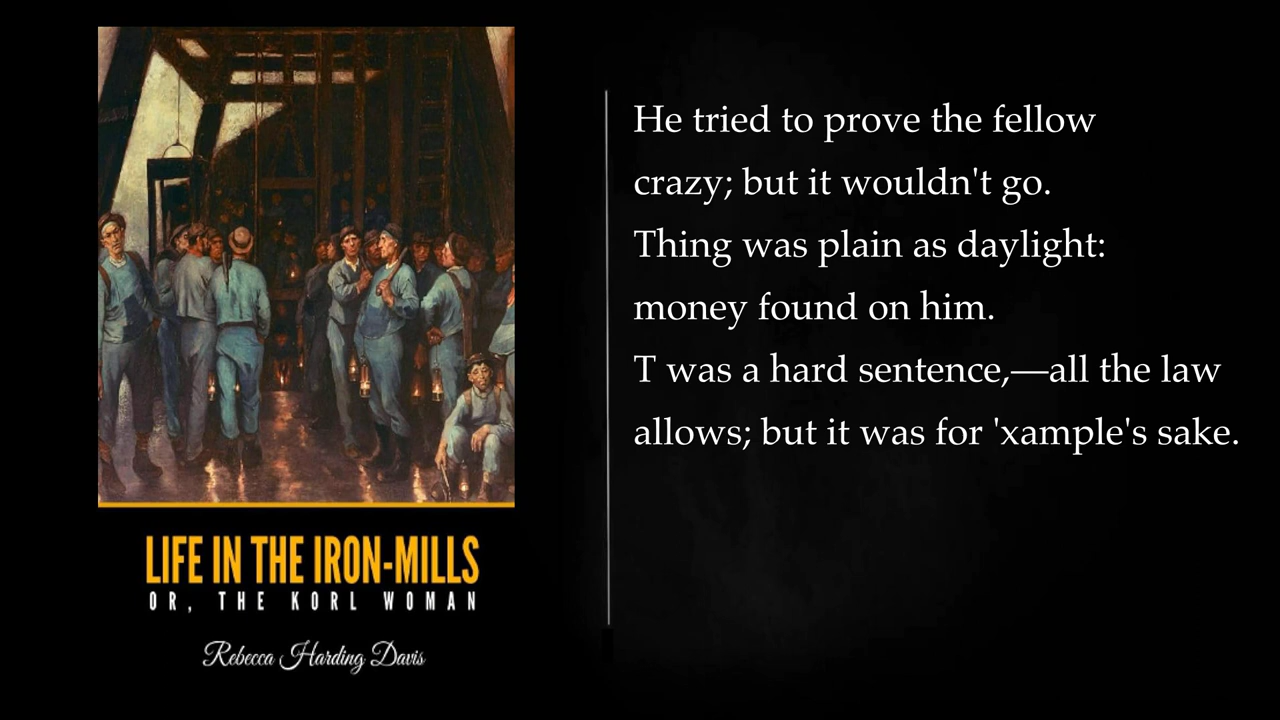 He tried to prove the fellow
crazy; but it wouldn't go.
Thing was plain as daylight:
money found on him.
T was a hard sentence,—all the law
allows; but it was for 'xample's sake.
LIFE IN THE IRON-MILLS
OR, THE KORL WOMAN
Rebecca Harding Davis